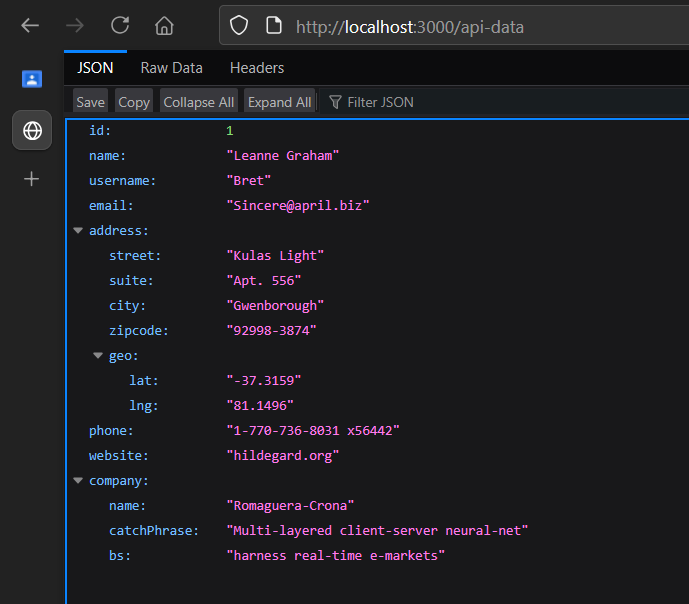 http://localhost:3000/api-data
JSON Raw Data Headers
Save Copy Collapse All Expand All Filter JSON
id: 1
name: "Leanne Graham"
username: "Bret"
email: "Sincere@april.biz"
address:
street: "Kulas Light"
suite: "Apt. 556"
city: "Gwenborough"
zipcode: "92998-3874"
geo:
lat: "-37.3159"
lng: "81.1496"
phone: "1-770-736-8031 x56442"
website: "hildegard.org"
company:
name: "Romaguera-Crona"
catchPhrase: "Multi-layered client-server neural-net"
bs: "harness real-time e-markets"